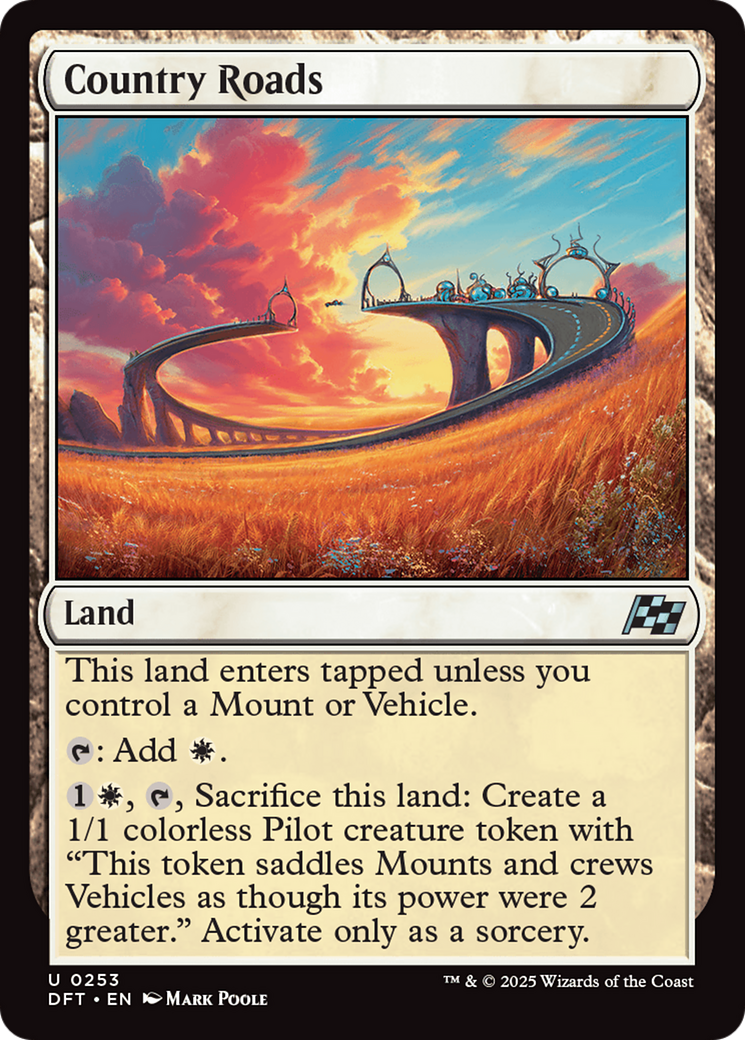 Country Roads
Land
This land enters tapped unless you
control a Mount or Vehicle.
: Add .
1, , Sacrifice this land: Create a
1/1 colorless Pilot creature token with
“This token saddles Mounts and crews
Vehicles as though its power were 2
greater.” Activate only as a sorcery.
U 0253
DFT • EN Mark Poole
™ & © 2025 Wizards of the Coast